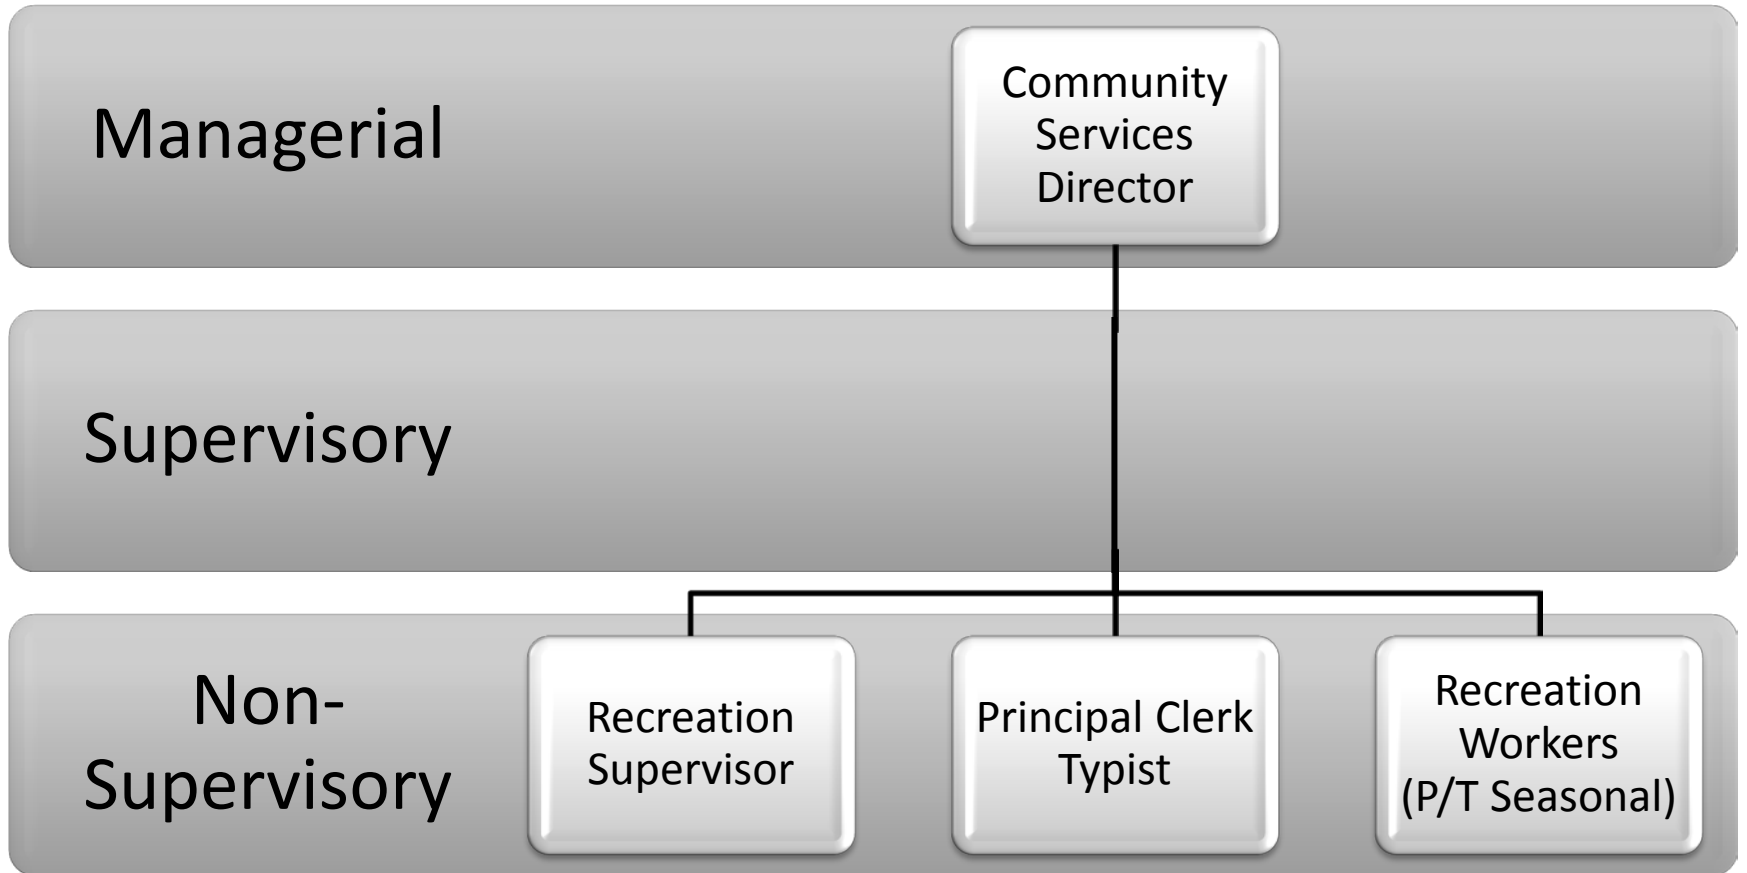 Managerial
Community
Services
Director
Supervisory
Non-
Supervisory
Recreation
Supervisor
Principal Clerk
Typist
Recreation
Workers
(P/T Seasonal)